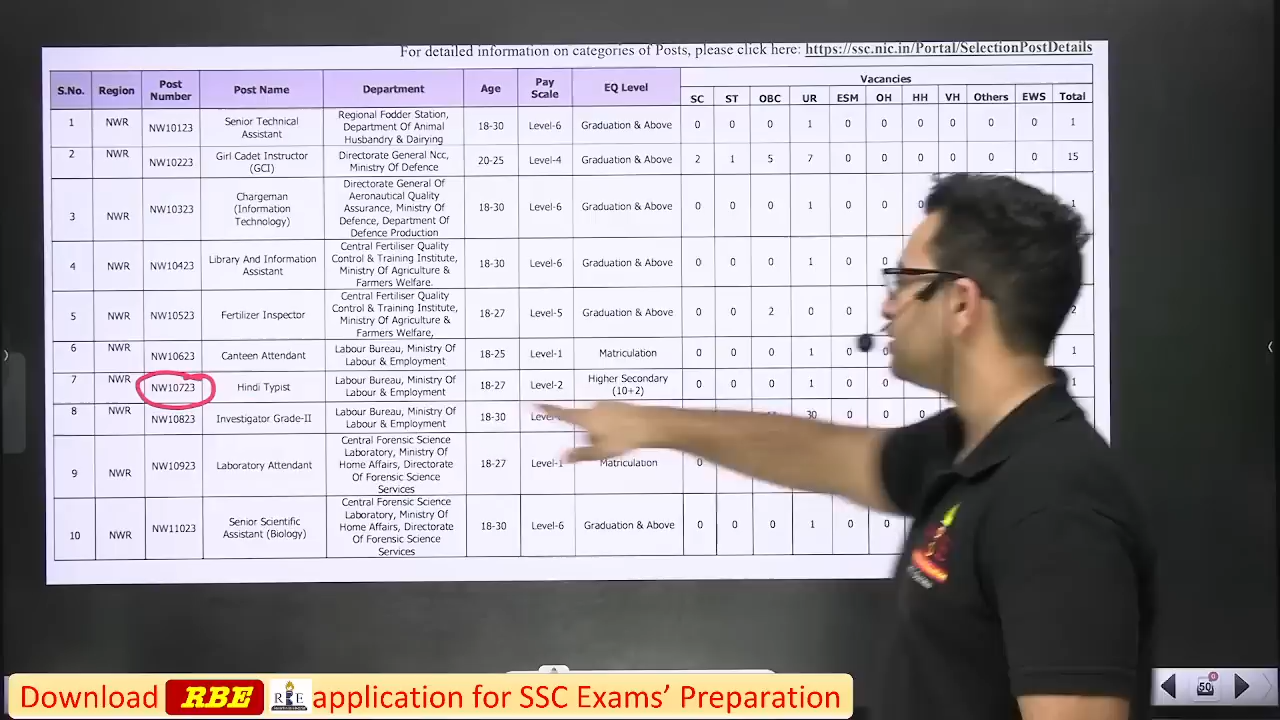 For detailed information on categories of Posts, please click here: https://ssc.nic.in/Portal/SelectionPostDetails
S.No. Region Post Number Post Name Department Age Pay Scale EQ Level Vacancies
SC ST OBC UR ESM OH HH VH Others EWS Total
1 NWR NW10123 Senior Technical Assistant Regional Fodder Station, Department Of Animal Husbandry & Dairying 18-30 Level-6 Graduation & Above 0 0 0 1 0 0 0 0 0 0 1
2 NWR NW10223 Girl Cadet Instructor (GCI) Directorate General Ncc, Ministry Of Defence 20-25 Level-4 Graduation & Above 2 1 5 7 0 0 0 0 0 0 15
3 NWR NW10323 Chargeman (Information Technology) Directorate General Of Aeronautical Quality Assurance, Ministry Of Defence, Department Of Defence Production 18-30 Level-6 Graduation & Above 0 0 0 1 0 0 0 1
4 NWR NW10423 Library And Information Assistant Central Fertiliser Quality Control & Training Institute, Ministry Of Agriculture & Farmers Welfare. 18-30 Level-6 Graduation & Above 0 0 0 1 0 0
5 NWR NW10523 Fertilizer Inspector Central Fertiliser Quality Control & Training Institute, Ministry Of Agriculture & Farmers Welfare, 18-27 Level-5 Graduation & Above 0 0 2 0 0 0 2
6 NWR NW10623 Canteen Attendant Labour Bureau, Ministry Of Labour & Employment 18-25 Level-1 Matriculation 0 0 0 1 0 0 1
7 NWR NW10723 Hindi Typist Labour Bureau, Ministry Of Labour & Employment 18-27 Level-2 Higher Secondary (10+2) 0 0 0 1 0 0 1
8 NWR NW10823 Investigator Grade-II Labour Bureau, Ministry Of Labour & Employment 18-30 30 0 0
9 NWR NW10923 Laboratory Attendant Central Forensic Science Laboratory, Ministry Of Home Affairs, Directorate Of Forensic Science Services 18-27 Level-1 Matriculation 0
10 NWR NW11023 Senior Scientific Assistant (Biology) Central Forensic Science Laboratory, Ministry Of Home Affairs, Directorate Of Forensic Science Services 18-30 Level-6 Graduation & Above 0 0 0 1 0 0
50
Download RBE RBE application for SSC Exams' Preparation